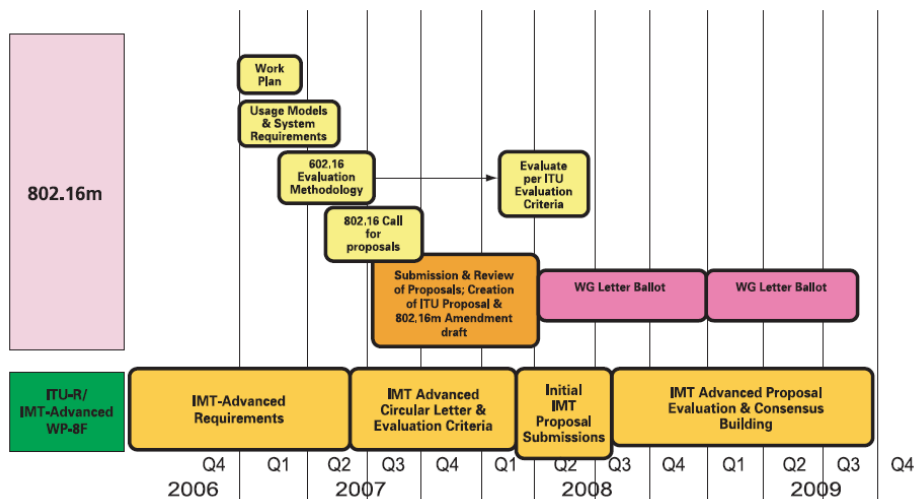 Work
Plan
Usage Models
& System
Requirements
602.16
Evaluation
Methodology
Evaluate
per ITU
Evaluation
Criteria
802.16m
802.16 Call
for
proposals
Submission & Review
of Proposals; Creation
of ITU Proposal &
802.16m Amendment
draft
WG Letter Ballot
WG Letter Ballot
ITU-R/
IMT-Advanced
WP-8F
IMT-Advanced
Requirements
IMT Advanced
Circular Letter &
Evaluation Criteria
Initial
IMT
Proposal
Submissions
IMT Advanced Proposal
Evaluation & Consensus
Building
Q4 Q1 Q2 Q3 Q4 Q1 Q2 Q3 Q4 Q1 Q2 Q3 Q4
2006 2007 2008 2009